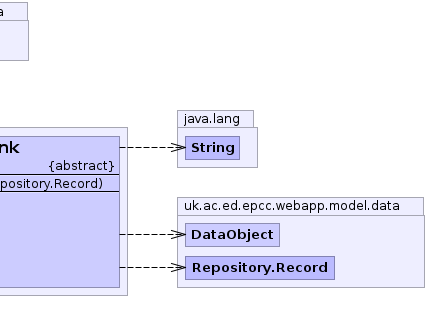 a
java.lang
nk
String
{abstract}
pository.Record)
uk.ac.ed.epcc.webapp.model.data
DataObject
Repository.Record